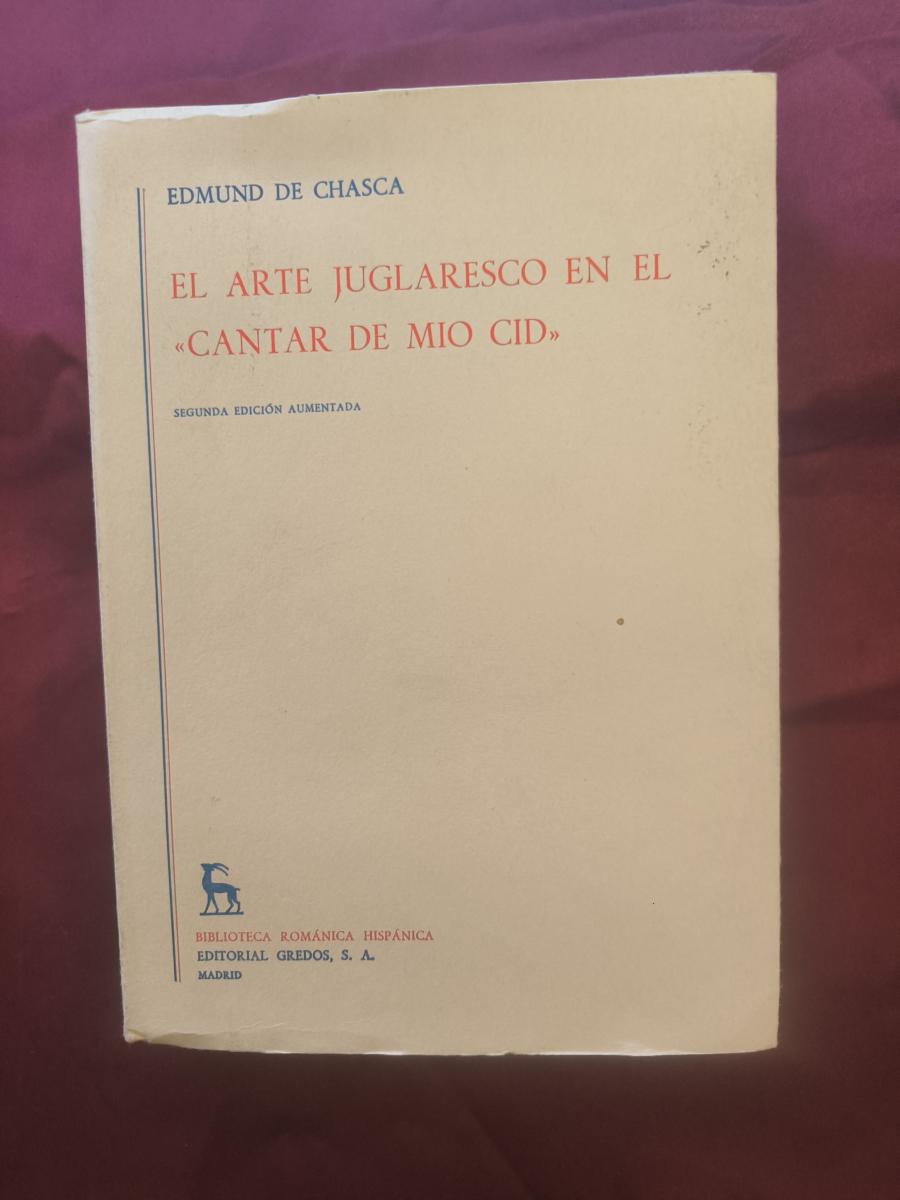 EDMUND DE CHASCA
EL ARTE JUGLARESCO EN EL
«CANTAR DE MIO CID»
SEGUNDA EDICIÓN AUMENTADA
BIBLIOTECA ROMÁNICA HISPÁNICA
EDITORIAL GREDOS, S. A.
MADRID